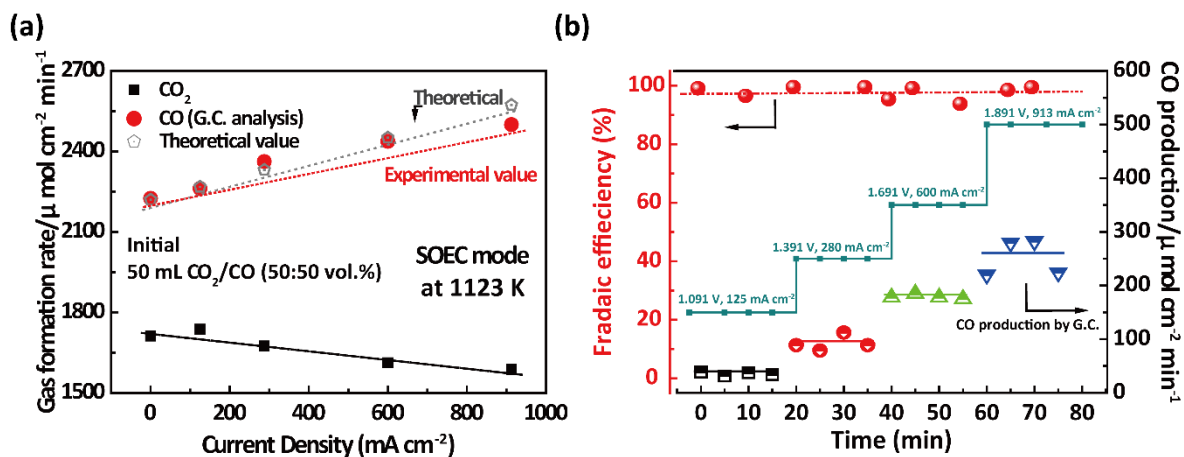 (a)
Gas formation rate/μ mol cm⁻² min⁻¹
2700
2400
2100
1800
1500
CO₂
CO (G.C. analysis)
Theoretical value
Theoretical
Experimental value
Initial
50 mL CO₂/CO (50:50 vol.%)
SOEC mode
at 1123 K
0 200 400 600 800 1000
Current Density (mA cm⁻²)
(b)
Fradaic effieciency (%)
100
80
60
40
20
0
1.891 V, 913 mA cm⁻²
1.691 V, 600 mA cm⁻²
1.391 V, 280 mA cm⁻²
1.091 V, 125 mA cm⁻²
CO production by G.C.
600
500
400
300
200
100
0
CO production/μ mol cm⁻² min⁻¹
0 10 20 30 40 50 60 70 80
Time (min)